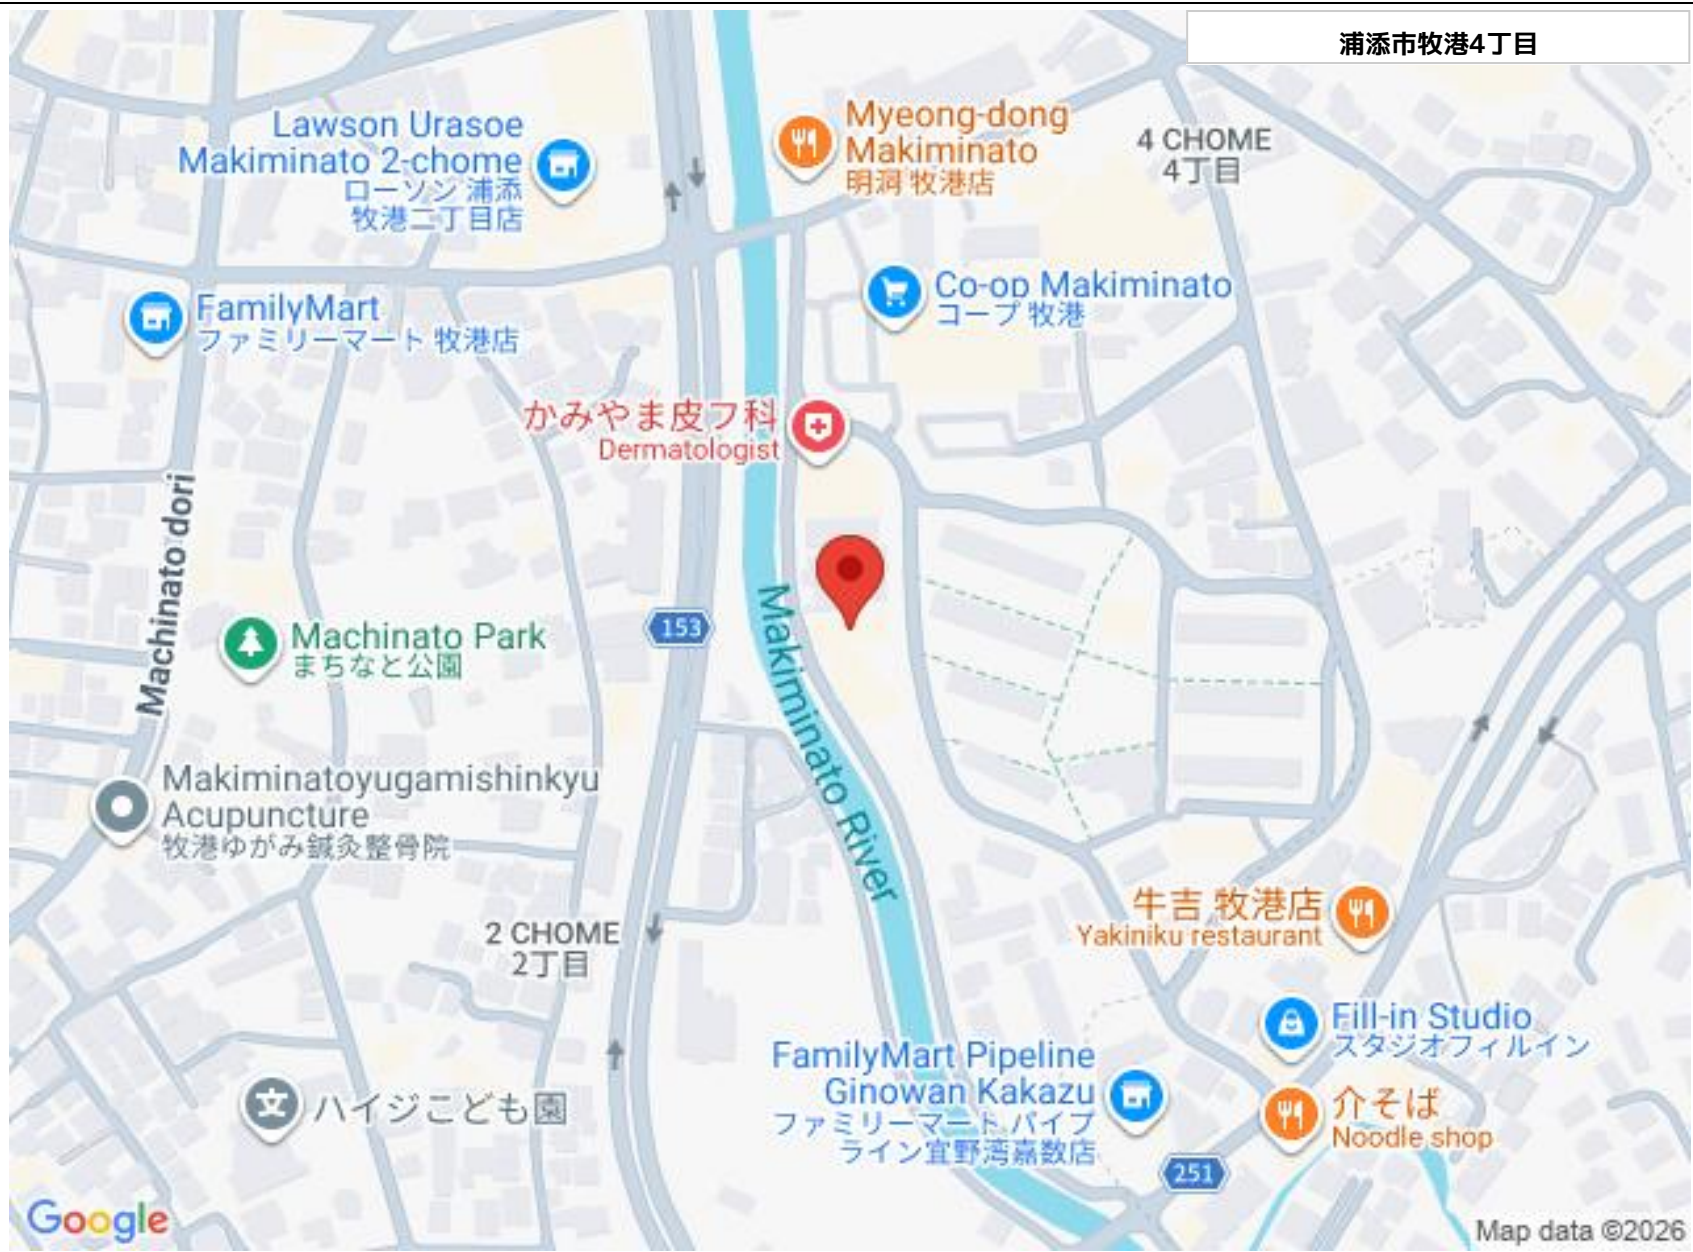 浦添市牧港4丁目
Lawson Urasoe
Makiminato 2-chome
ローソン 浦添
牧港二丁目店
Myeong-dong
Makiminato
明洞 牧港店
4 CHOME
4丁目
FamilyMart
ファミリーマート 牧港店
Co-op Makiminato
コープ 牧港
かみやま皮フ科
Dermatologist
Machinato dori
Machinato Park
まちなと公園
153
Makiminato River
Makiminatoyugamishinkyu
Acupuncture
牧港ゆがみ鍼灸整骨院
2 CHOME
2丁目
牛吉 牧港店
Yakiniku restaurant
Fill-in Studio
スタジオフィルイン
FamilyMart Pipeline
Ginowan Kakazu
ファミリーマート パイプ
ライン宜野湾嘉数店
ハイジこども園
介そば
Noodle shop
251
Google
Map data ©2026